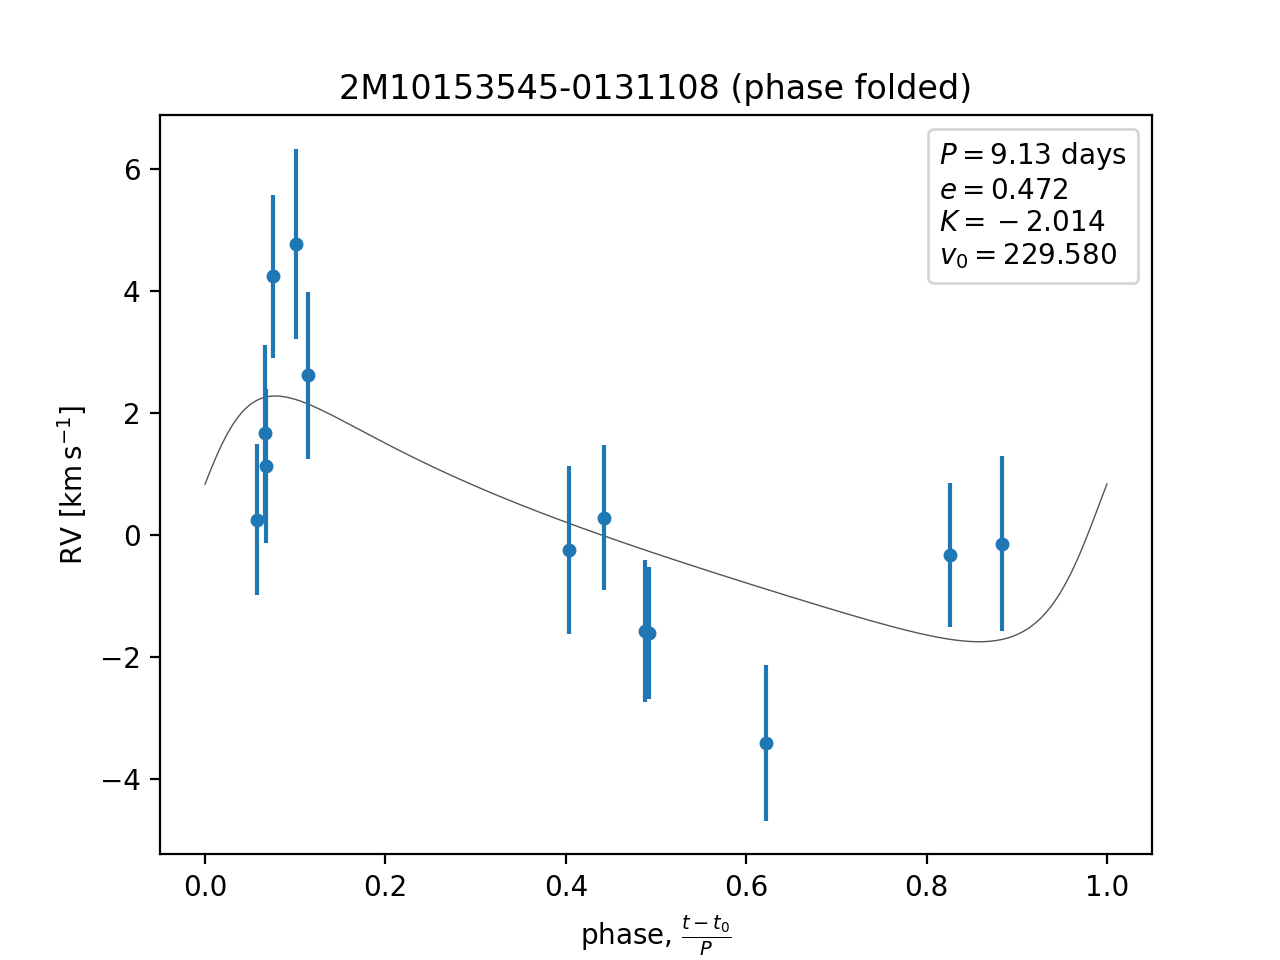 2M10153545-0131108 (phase folded)
P = 9.13 days
e = 0.472
K = −2.014
v₀ = 229.580
RV [km s⁻¹]
6
4
2
0
−2
−4
0.0 0.2 0.4 0.6 0.8 1.0
phase, (t − t₀)/P